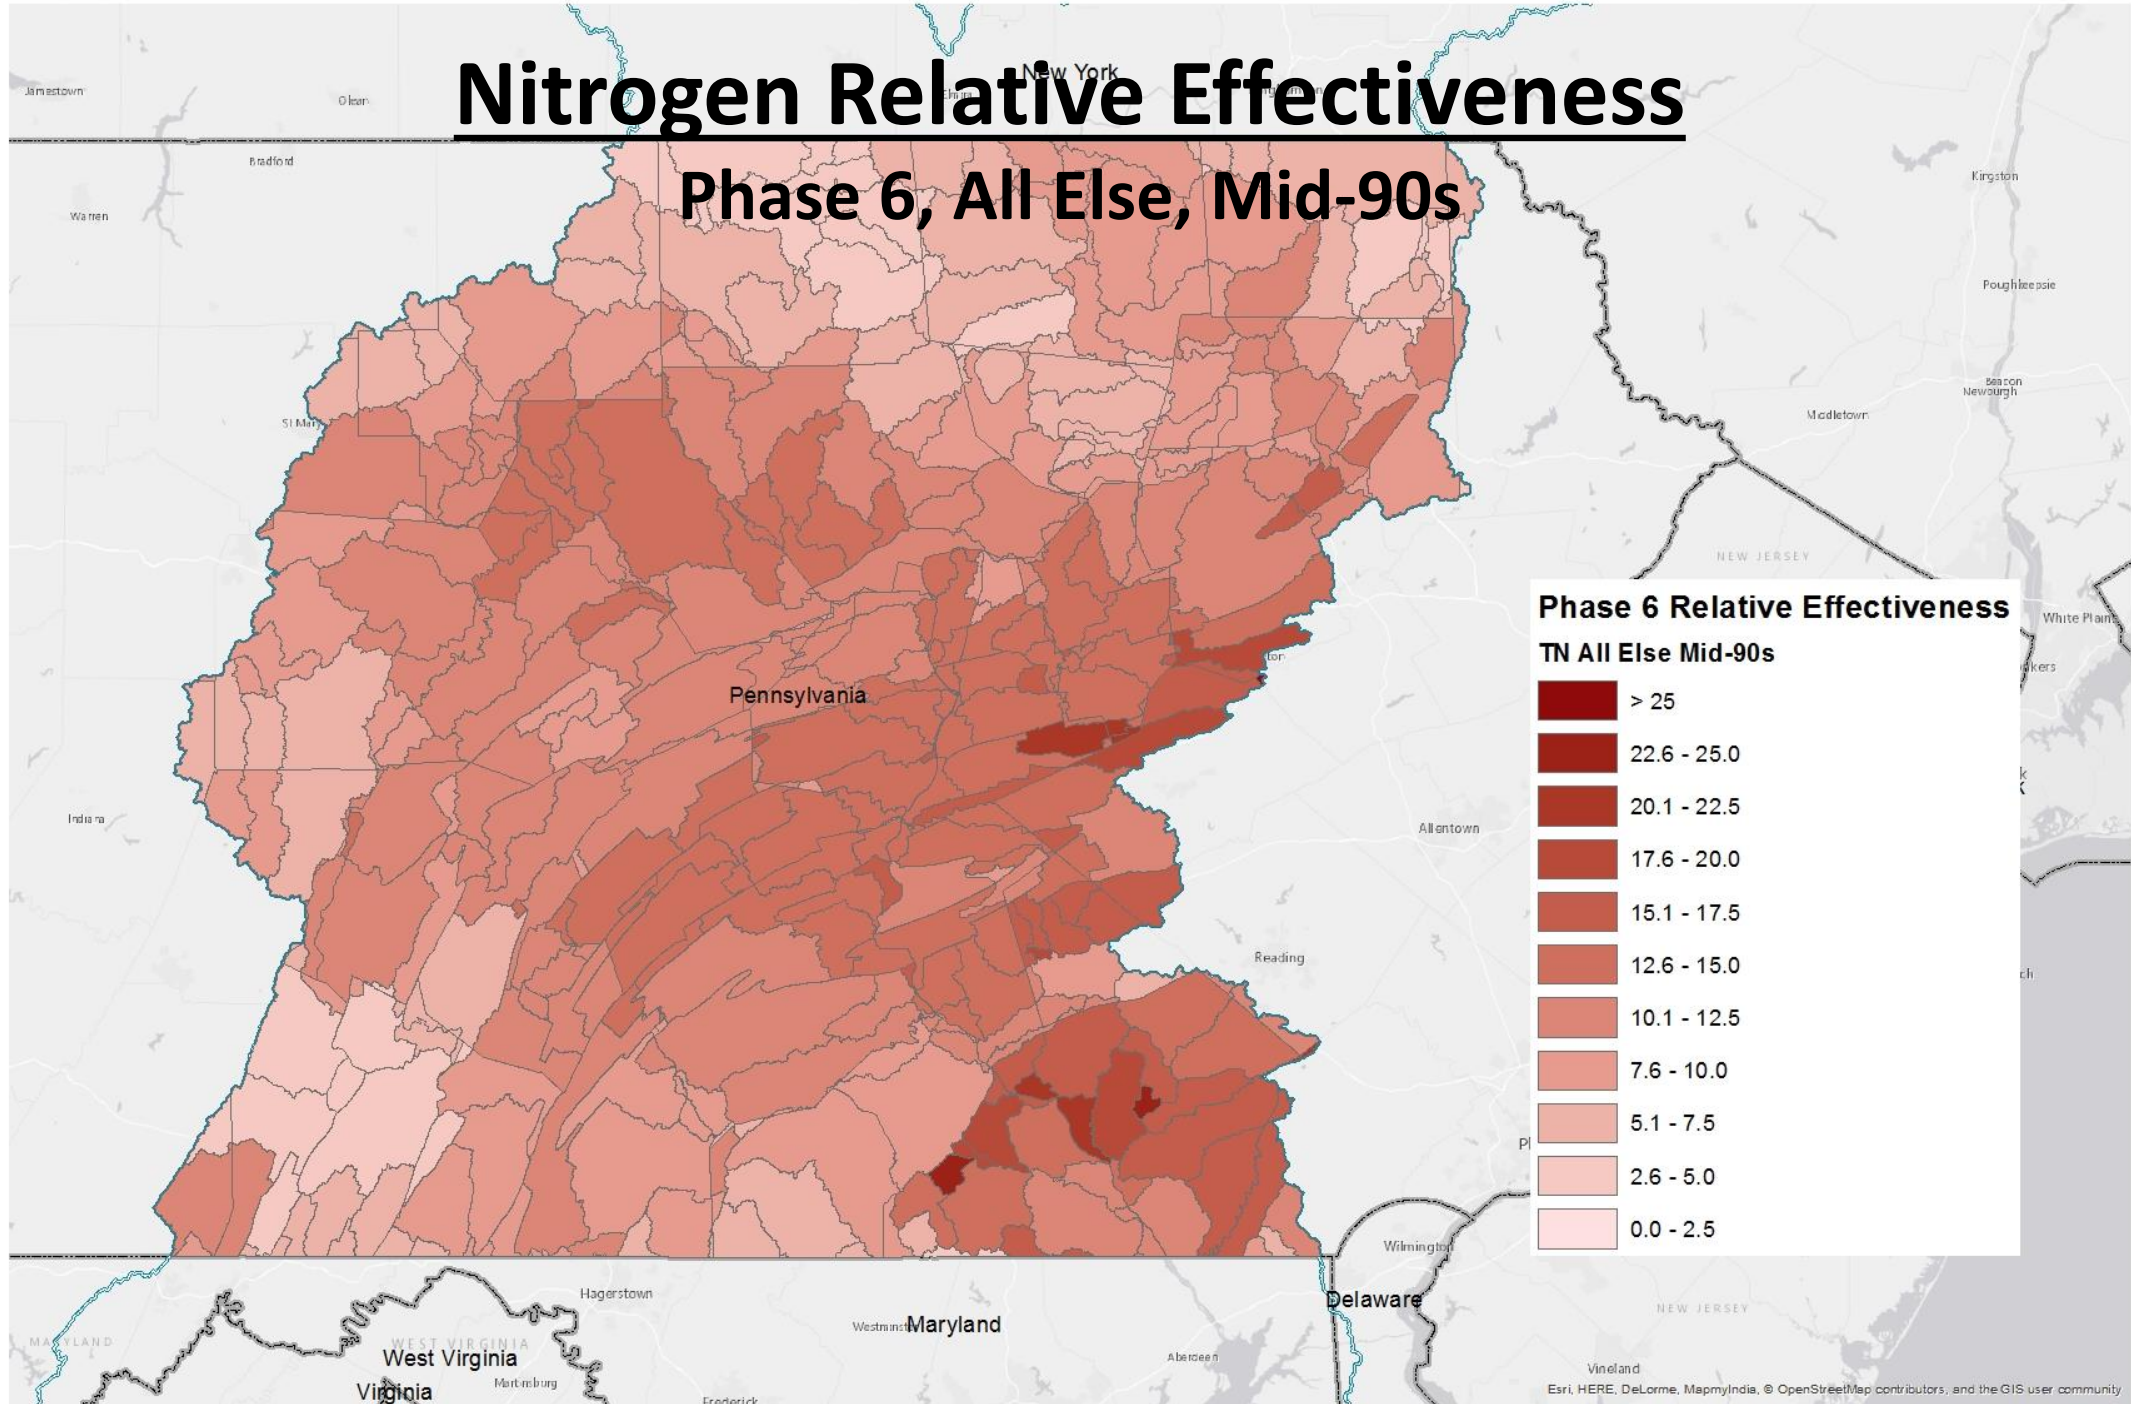 New York
Nitrogen Relative Effectiveness
Jamestown
Olean
Phase 6, All Else, Mid-90s
Bradford
Kingston
Warren
Poughkeepsie
Beacon
Newburgh
Middletown
NEW JERSEY
Phase 6 Relative Effectiveness
White Plains
TN All Else Mid-90s
Pennsylvania
> 25
22.6 - 25.0
20.1 - 22.5
Indiana
Allentown
17.6 - 20.0
15.1 - 17.5
Reading
12.6 - 15.0
10.1 - 12.5
7.6 - 10.0
5.1 - 7.5
2.6 - 5.0
0.0 - 2.5
Wilmington
Hagerstown
Delaware
NEW JERSEY
Maryland
MARYLAND
WEST VIRGINIA
West Virginia
Aberdeen
Vineland
Martinsburg
Virginia
Esri, HERE, DeLorme, MapmyIndia, © OpenStreetMap contributors, and the GIS user community